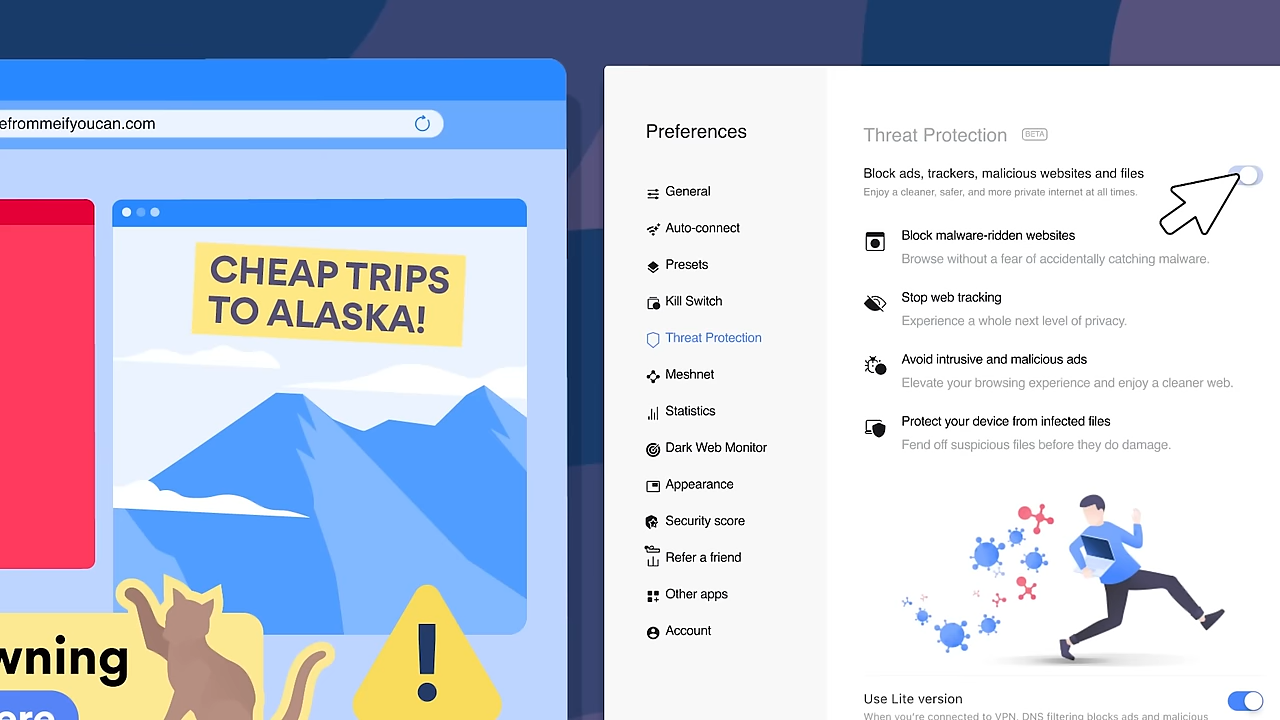 efrommeifyoucan.com
CHEAP TRIPS
TO ALASKA!
wning
ere
Preferences
General
Auto-connect
Presets
Kill Switch
Threat Protection
Meshnet
Statistics
Dark Web Monitor
Appearance
Security score
Refer a friend
Other apps
Account
Threat Protection BETA
Block ads, trackers, malicious websites and files
Enjoy a cleaner, safer, and more private internet at all times.
Block malware-ridden websites
Browse without a fear of accidentally catching malware.
Stop web tracking
Experience a whole next level of privacy.
Avoid intrusive and malicious ads
Elevate your browsing experience and enjoy a cleaner web.
Protect your device from infected files
Fend off suspicious files before they do damage.
Use Lite version
When you're connected to VPN, DNS filtering blocks ads and malicious